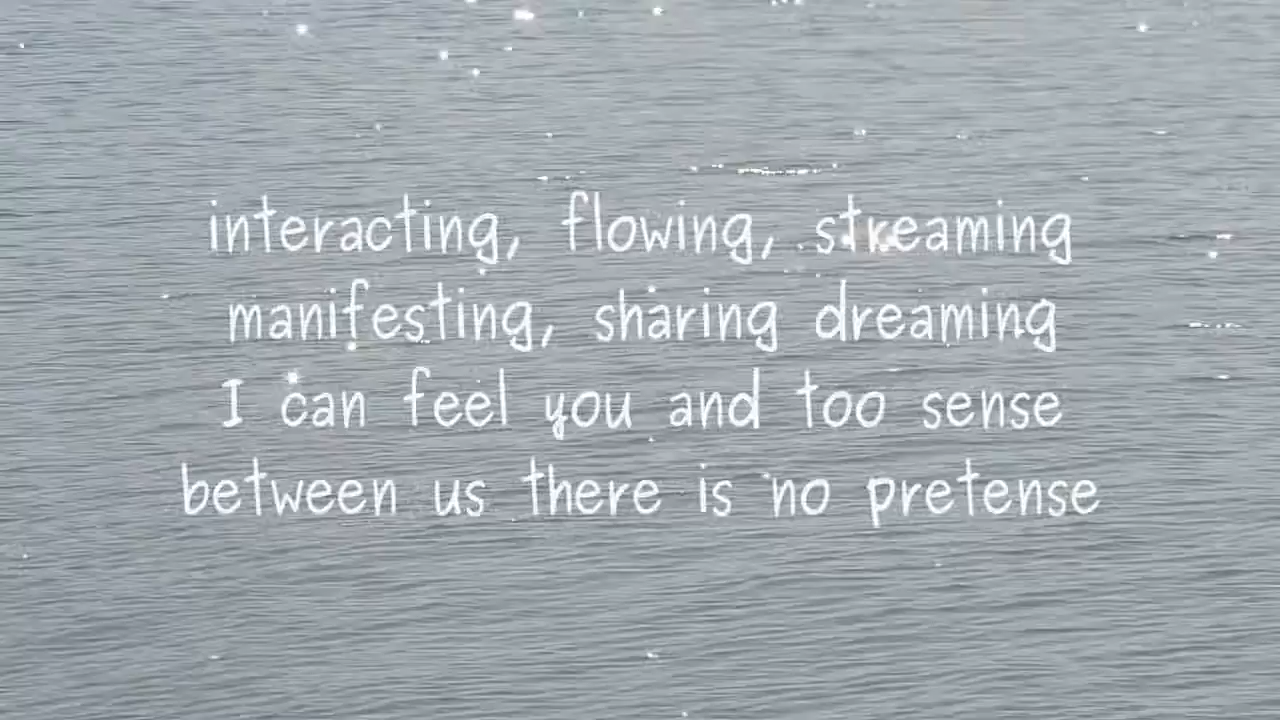 interacting, flowing, streaming
manifesting, sharing dreaming
I can feel you and too sense
between us there is no pretense